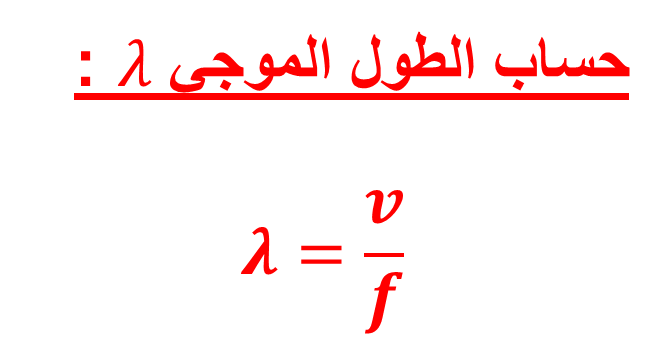 حساب الطول الموجى λ :
λ = v/f